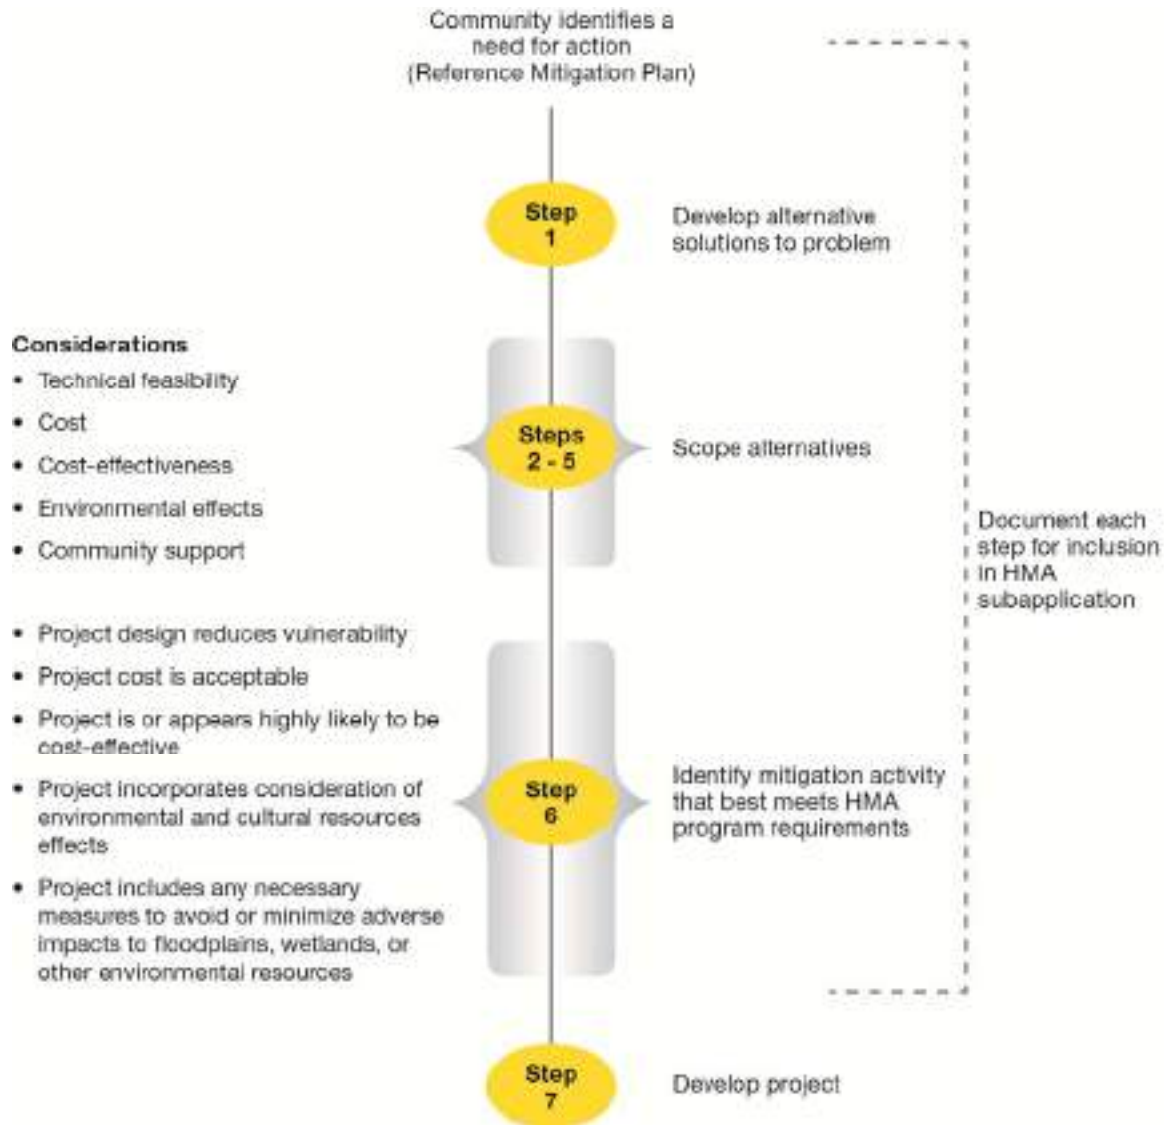 Community identifies a
need for action
(Reference Mitigation Plan)
Step
1
Develop alternative
solutions to problem
Considerations
• Technical feasibility
• Cost
• Cost-effectiveness
• Environmental effects
• Community support
Steps
2 - 5
Scope alternatives
Document each
step for inclusion
in HMA
subapplication
• Project design reduces vulnerability
• Project cost is acceptable
• Project is or appears highly likely to be
cost-effective
• Project incorporates consideration of
environmental and cultural resources
effects
• Project includes any necessary
measures to avoid or minimize adverse
impacts to floodplains, wetlands, or
other environmental resources
Step
6
Identify mitigation activity
that best meets HMA
program requirements
Step
7
Develop project